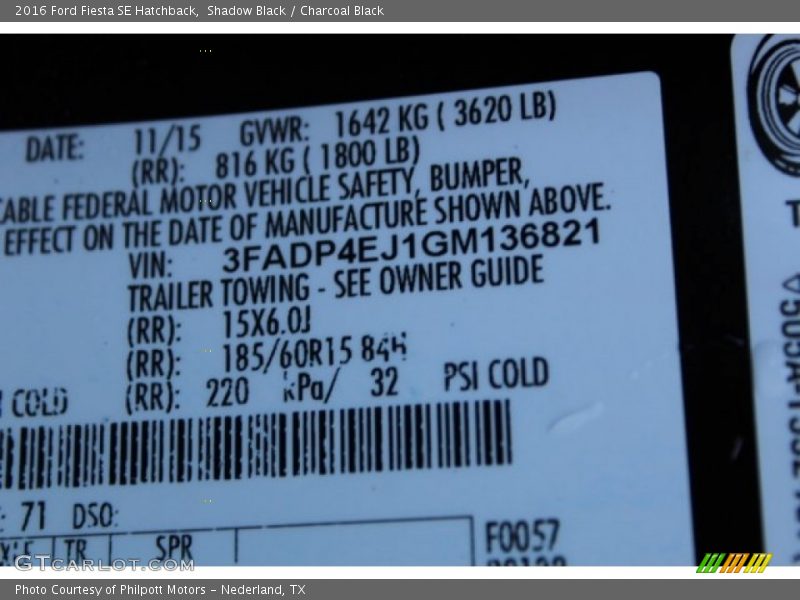 2016 Ford Fiesta SE Hatchback,  Shadow Black / Charcoal Black
DATE: 11/15 GVWR: 1642 KG ( 3620 LB)
(RR): 816 KG ( 1800 LB)
CABLE FEDERAL MOTOR VEHICLE SAFETY, BUMPER,
EFFECT ON THE DATE OF MANUFACTURE SHOWN ABOVE.
VIN: 3FADP4EJ1GM136821
TRAILER TOWING - SEE OWNER GUIDE
(RR): 15X6.0J
(RR): 185/60R15 84H
COLD (RR): 220 kPa/ 32 PSI COLD
: 71 DSO:
TR SPR
F0057
GTCARLOT.COM
Photo Courtesy of Philpott Motors – Nederland, TX